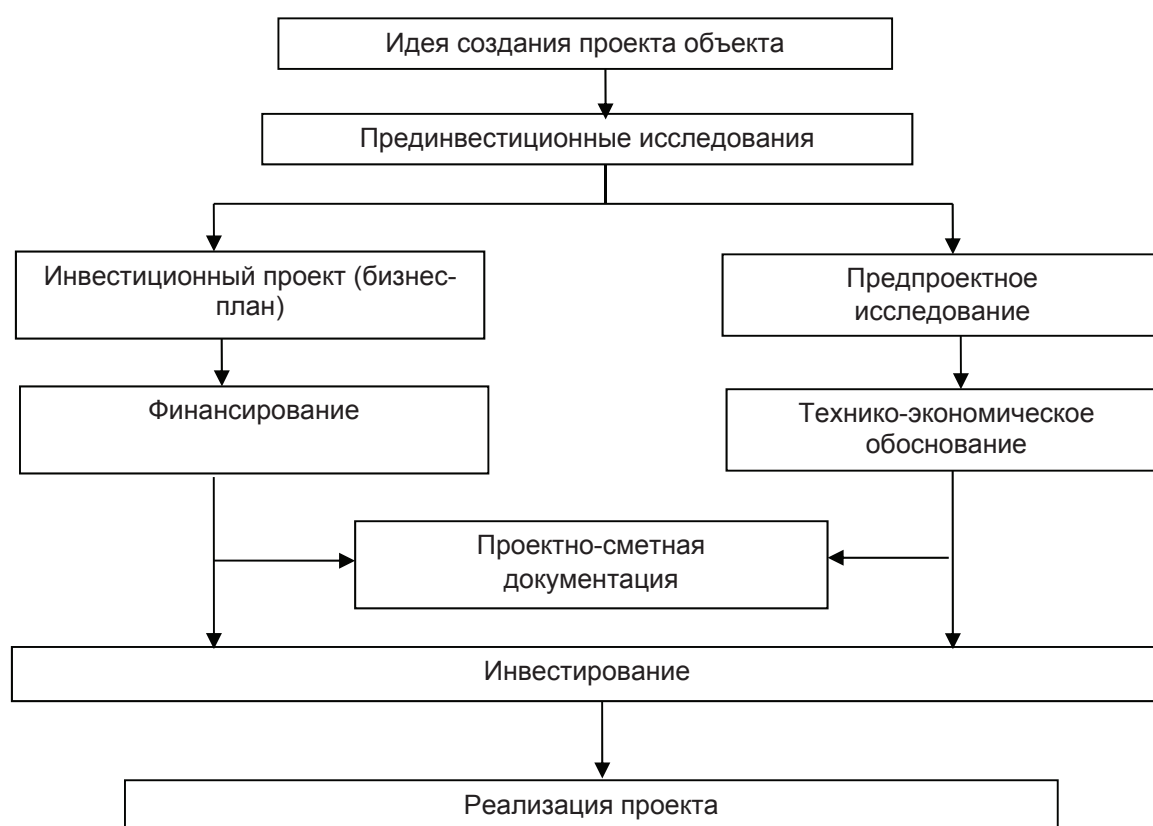 Идея создания проекта объекта
Прединвестиционные исследования
Инвестиционный проект (бизнес-
план)
Предпроектное
исследование
Финансирование
Технико-экономическое
обоснование
Проектно-сметная
документация
Инвестирование
Реализация проекта